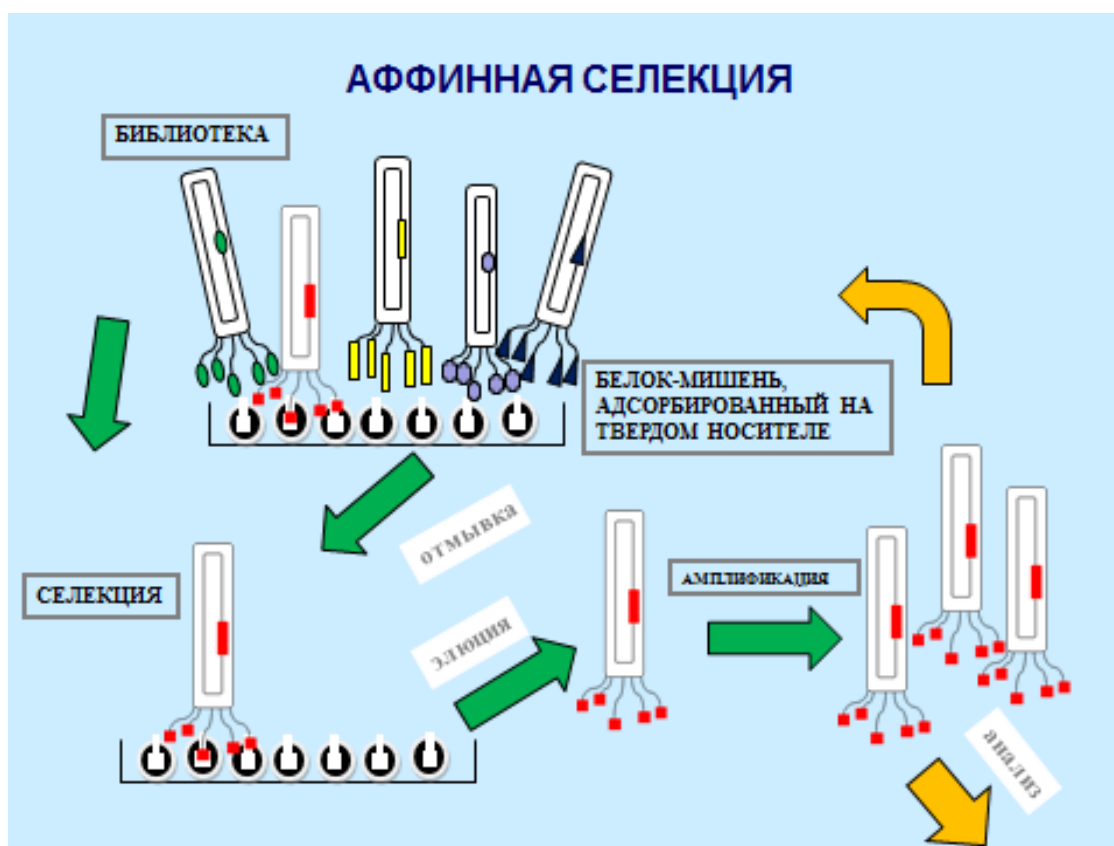 АФФИННАЯ СЕЛЕКЦИЯ
БИБЛИОТЕКА
БЕЛОК-МИШЕНЬ,
АДСОРБИРОВАННЫЙ НА
ТВЕРДОМ НОСИТЕЛЕ
отмывка
СЕЛЕКЦИЯ
элюция
АМПЛИФИКАЦИЯ
анализ